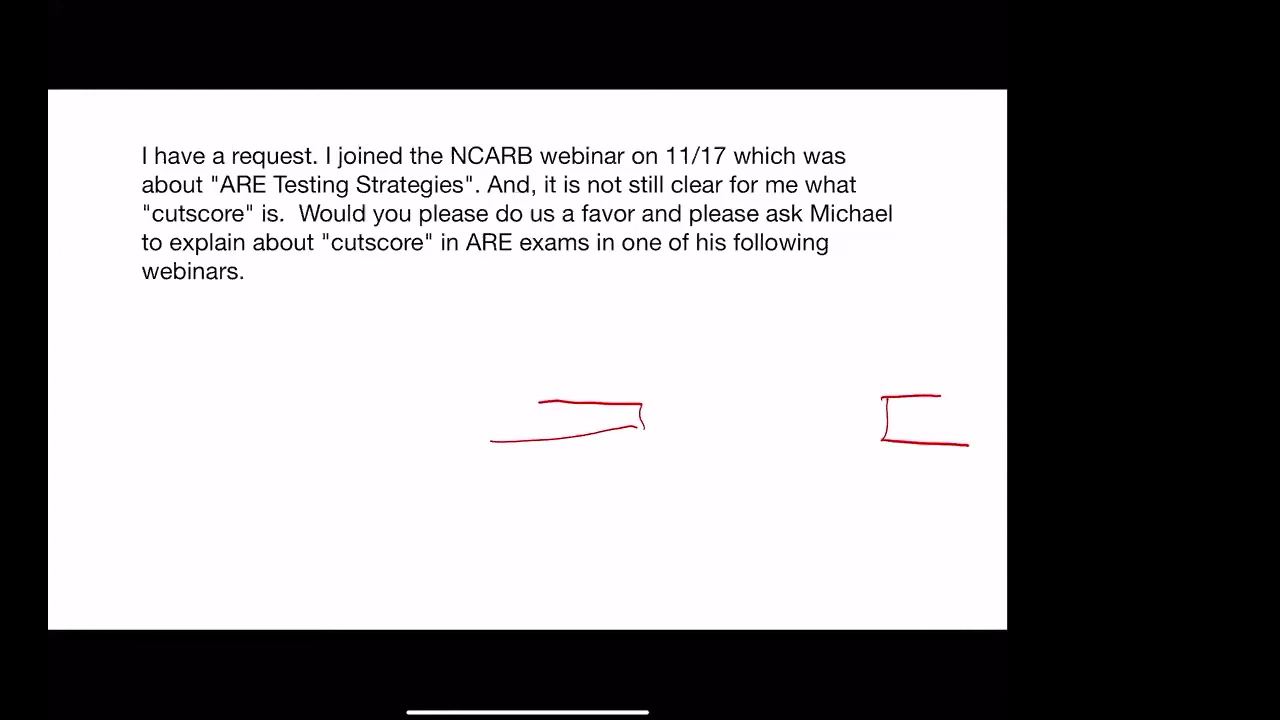 I have a request. I joined the NCARB webinar on 11/17 which was
about "ARE Testing Strategies". And, it is not still clear for me what
"cutscore" is.  Would you please do us a favor and please ask Michael
to explain about "cutscore" in ARE exams in one of his following
webinars.